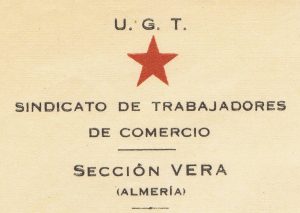 U. G. T.
SINDICATO DE TRABAJADORES
DE COMERCIO
SECCIÓN VERA
(ALMERÍA)